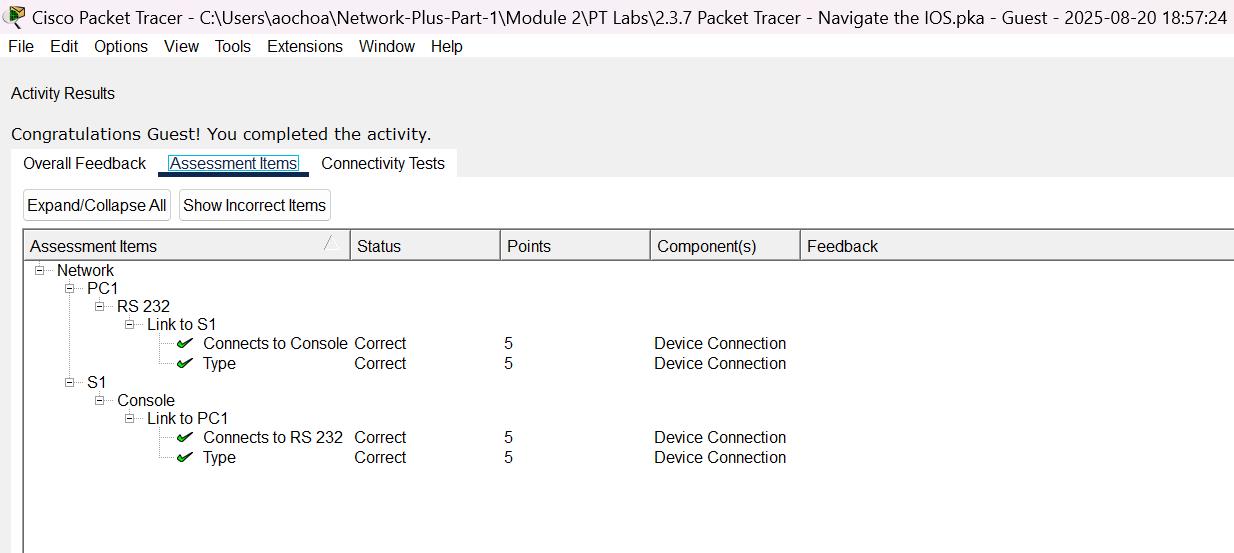 Cisco Packet Tracer - C:\Users\aochoa\Network-Plus-Part-1\Module 2\PT Labs\2.3.7 Packet Tracer - Navigate the IOS.pka - Guest - 2025-08-20 18:57:24
File Edit Options View Tools Extensions Window Help
Activity Results
Congratulations Guest! You completed the activity.
Overall Feedback Assessment Items Connectivity Tests
Expand/Collapse All Show Incorrect Items
Assessment Items Status Points Component(s) Feedback
Network
PC1
RS 232
Link to S1
Connects to Console Correct 5 Device Connection
Type Correct 5 Device Connection
S1
Console
Link to PC1
Connects to RS 232 Correct 5 Device Connection
Type Correct 5 Device Connection